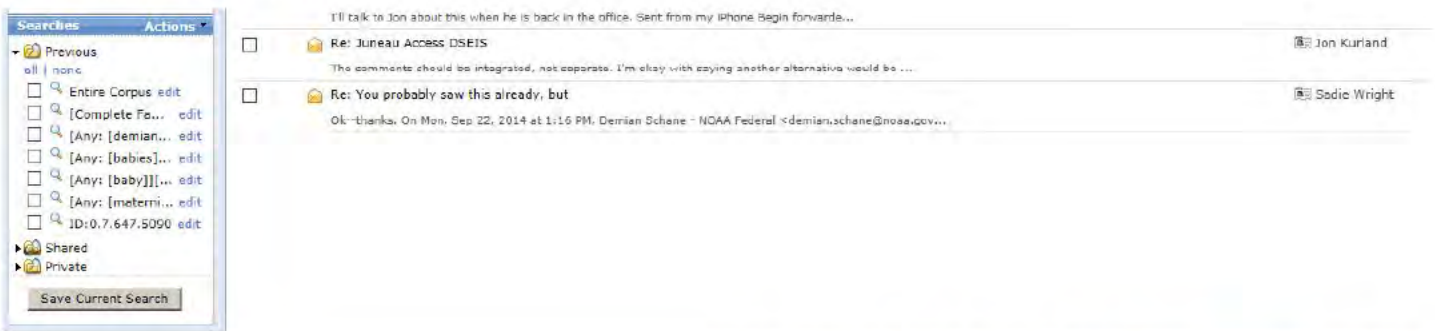 Searches Actions
Previous
all | none
Entire Corpus edit
[Complete Fa... edit
[Any: [demian... edit
[Any: [babies]... edit
[Any: [baby]][... edit
[Any: [materni... edit
ID:0.7.647.5090 edit
Shared
Private
Save Current Search
I'll talk to Jon about this when he is back in the office. Sent from my iPhone Begin forwarde...
Re: Juneau Access DSEIS Jon Kurland
The comments should be integrated, not separate. I'm okay with saying another alternative would be ...
Re: You probably saw this already, but Sadie Wright
Ok--thanks. On Mon, Sep 22, 2014 at 1:16 PM, Demian Schane - NOAA Federal <demian.schane@noaa.gov...